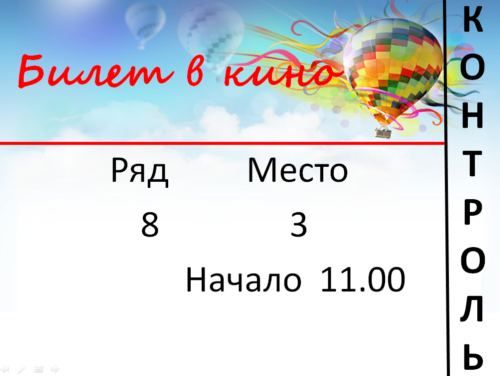 Билет в кино
Ряд Место
8 3
Начало 11.00
КОНТРОЛЬ